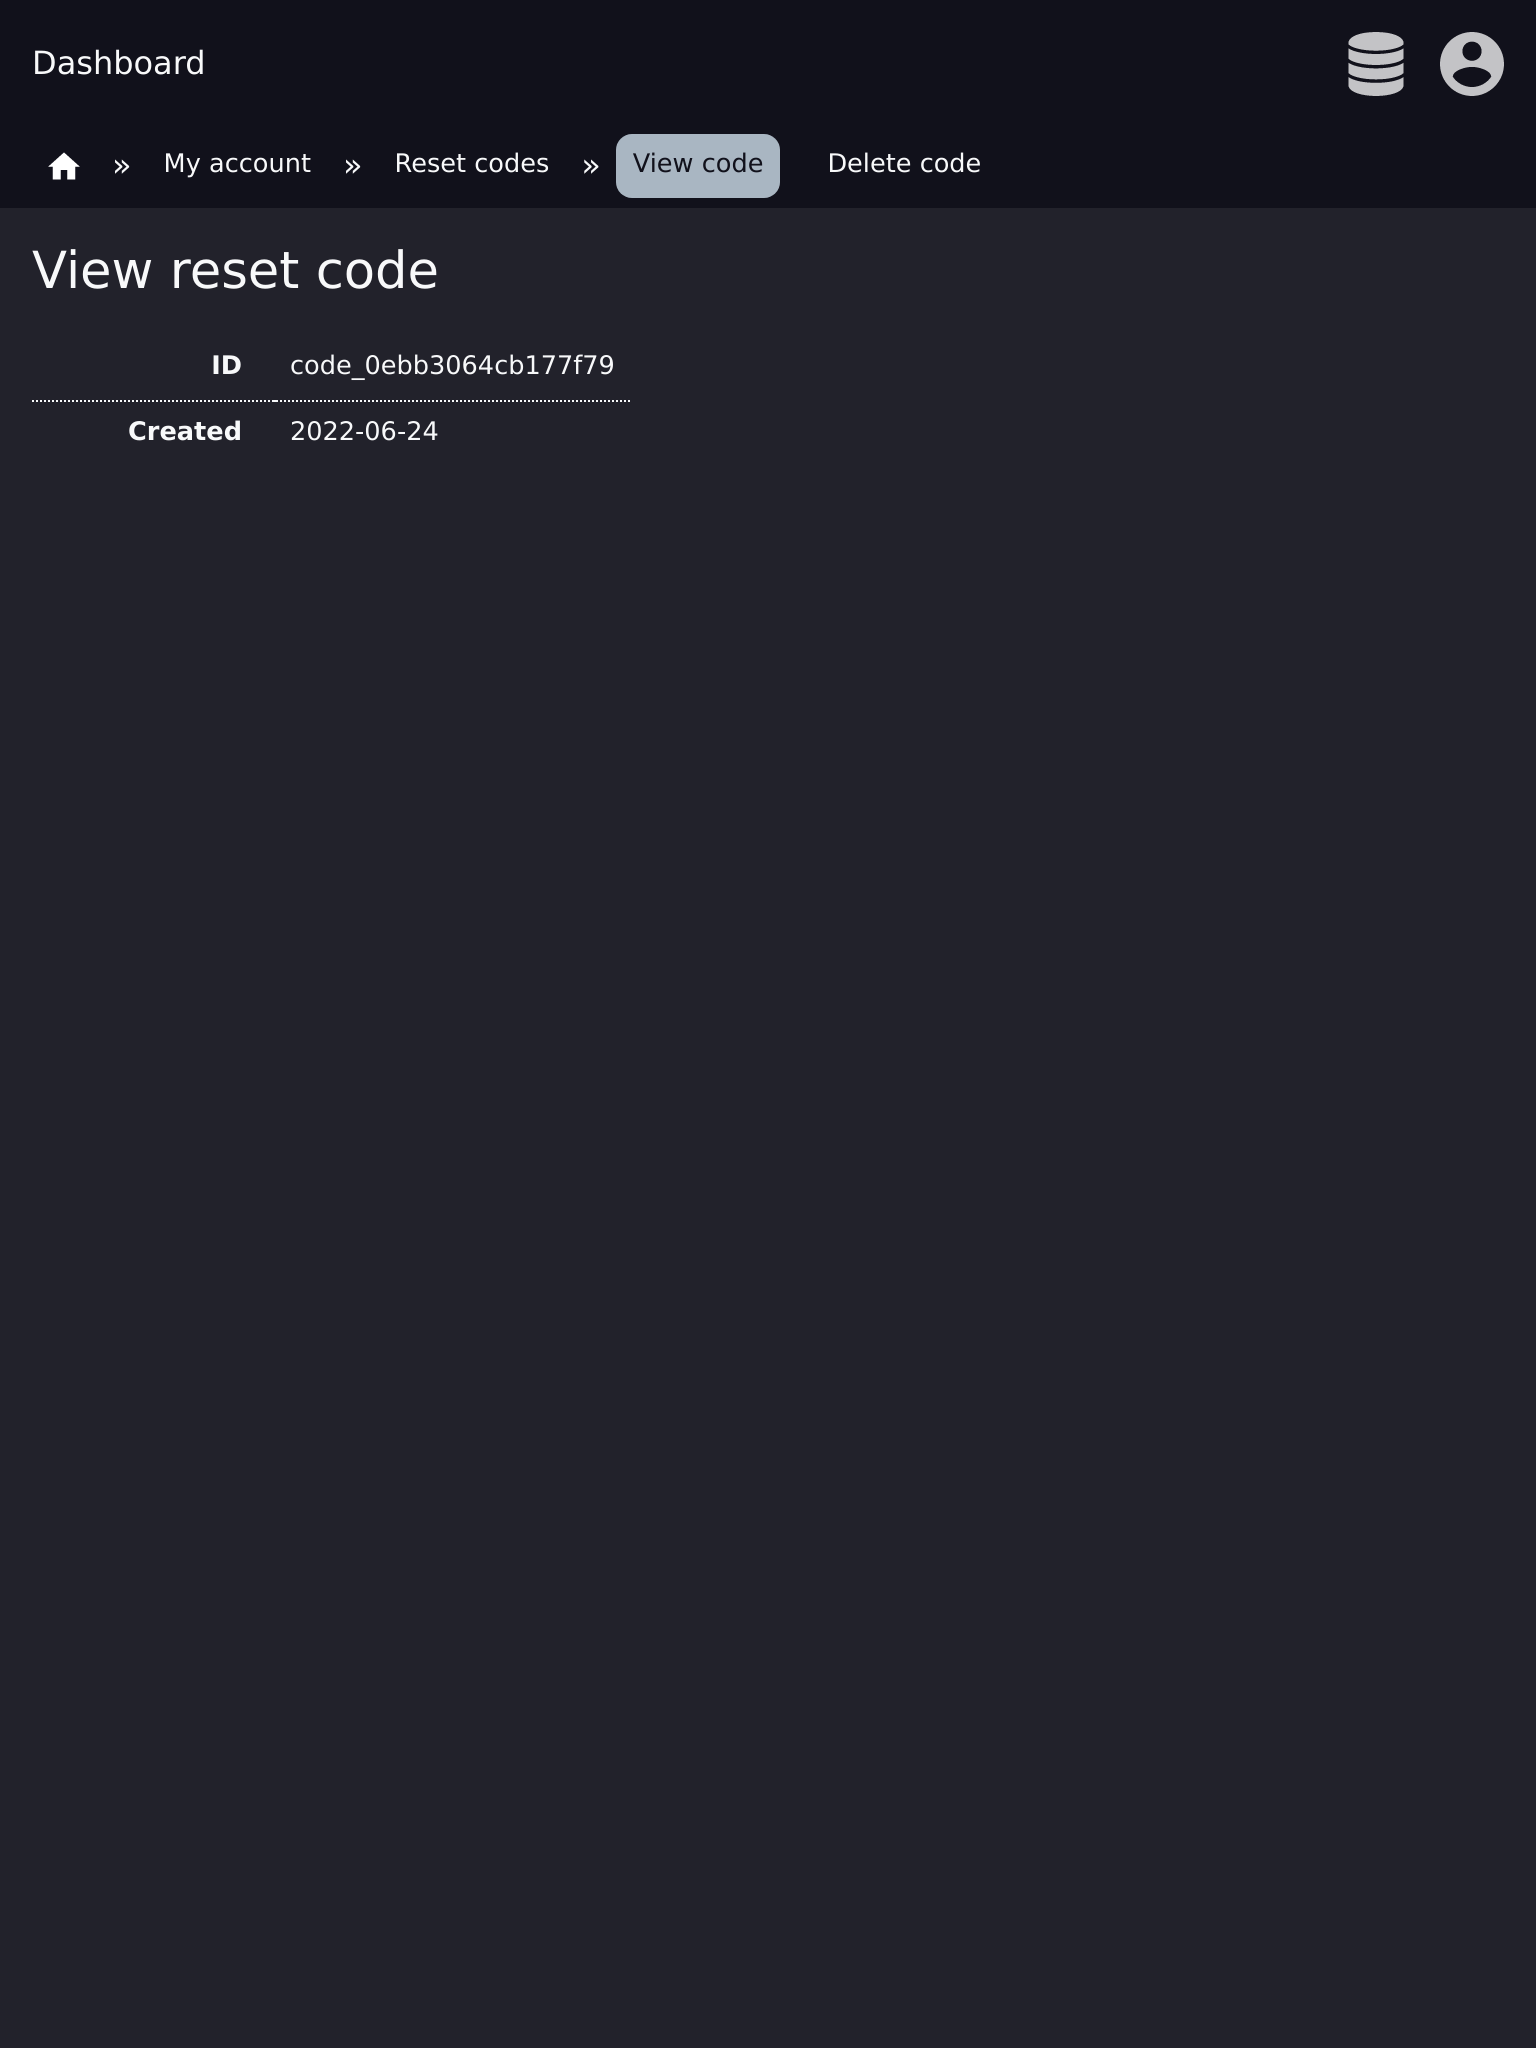 Dashboard
» My account » Reset codes » View code Delete code
View reset code
ID code_0ebb3064cb177f79
Created 2022-06-24